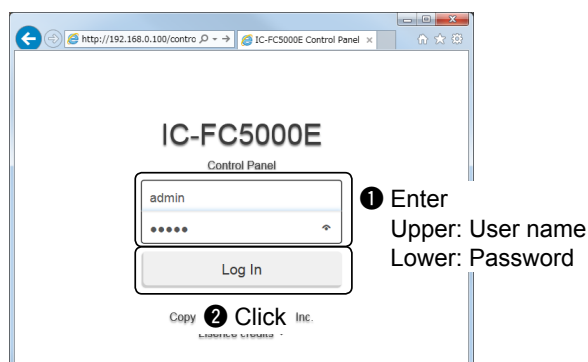 http://192.168.0.100/contro
IC-FC5000E Control Panel
IC-FC5000E
Control Panel
admin
❶ Enter
Upper: User name
Lower: Password
Log In
Copy ❷ Click Inc.